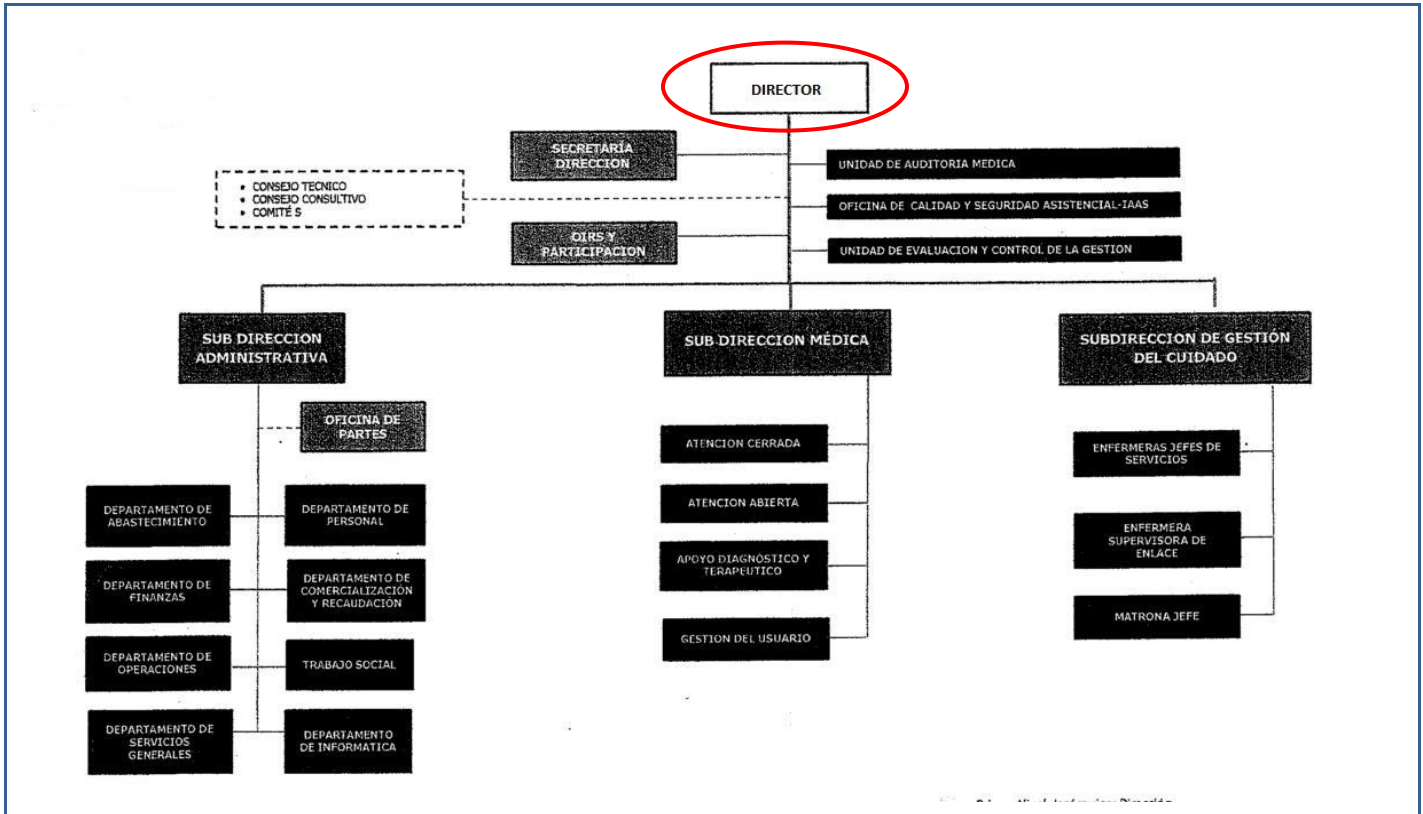 DIRECTOR
SECRETARIA
DIRECCION
UNIDAD DE AUDITORIA MEDICA
• CONSEJO TECNICO
• CONSEJO CONSULTIVO
• COMITÉ S
OFICINA DE CALIDAD Y SEGURIDAD ASISTENCIAL-IAAS
OIRS Y
PARTICIPACION
UNIDAD DE EVALUACION Y CONTROL DE LA GESTION
SUB DIRECCION
ADMINISTRATIVA
SUB DIRECCION MÉDICA
SUBDIRECCION DE GESTIÓN
DEL CUIDADO
OFICINA DE
PARTES
DEPARTAMENTO DE
ABASTECIMIENTO
DEPARTAMENTO DE
PERSONAL
DEPARTAMENTO DE
FINANZAS
DEPARTAMENTO DE
COMERCIALIZACIÓN
Y RECAUDACIÓN
DEPARTAMENTO DE
OPERACIONES
TRABAJO SOCIAL
DEPARTAMENTO DE
SERVICIOS
GENERALES
DEPARTAMENTO
DE INFORMATICA
ATENCION CERRADA
ATENCION ABIERTA
APOYO DIAGNÓSTICO Y
TERAPEUTICO
GESTION DEL USUARIO
ENFERMERAS JEFES DE
SERVICIOS
ENFERMERA
SUPERVISORA DE
ENLACE
MATRONA JEFE